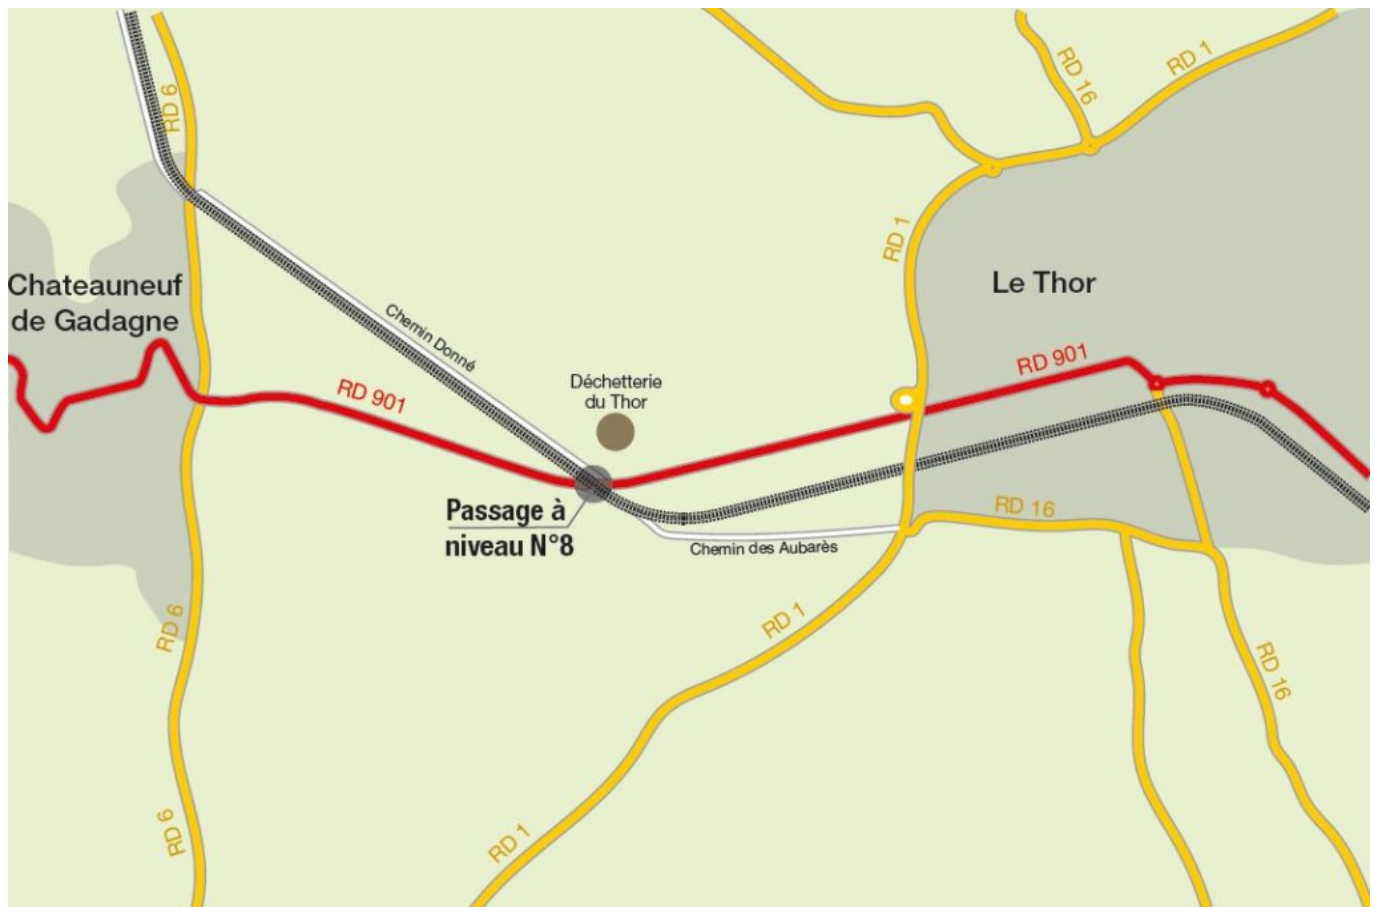 RD 16
RD 1
RD 6
RD 1
Chateauneuf
de Gadagne
Le Thor
Chemin Donné
RD 901
RD 901
Déchetterie
du Thor
Passage à
niveau N°8
RD 16
Chemin des Aubarès
RD 1
RD 6
RD 16
RD 6
RD 1